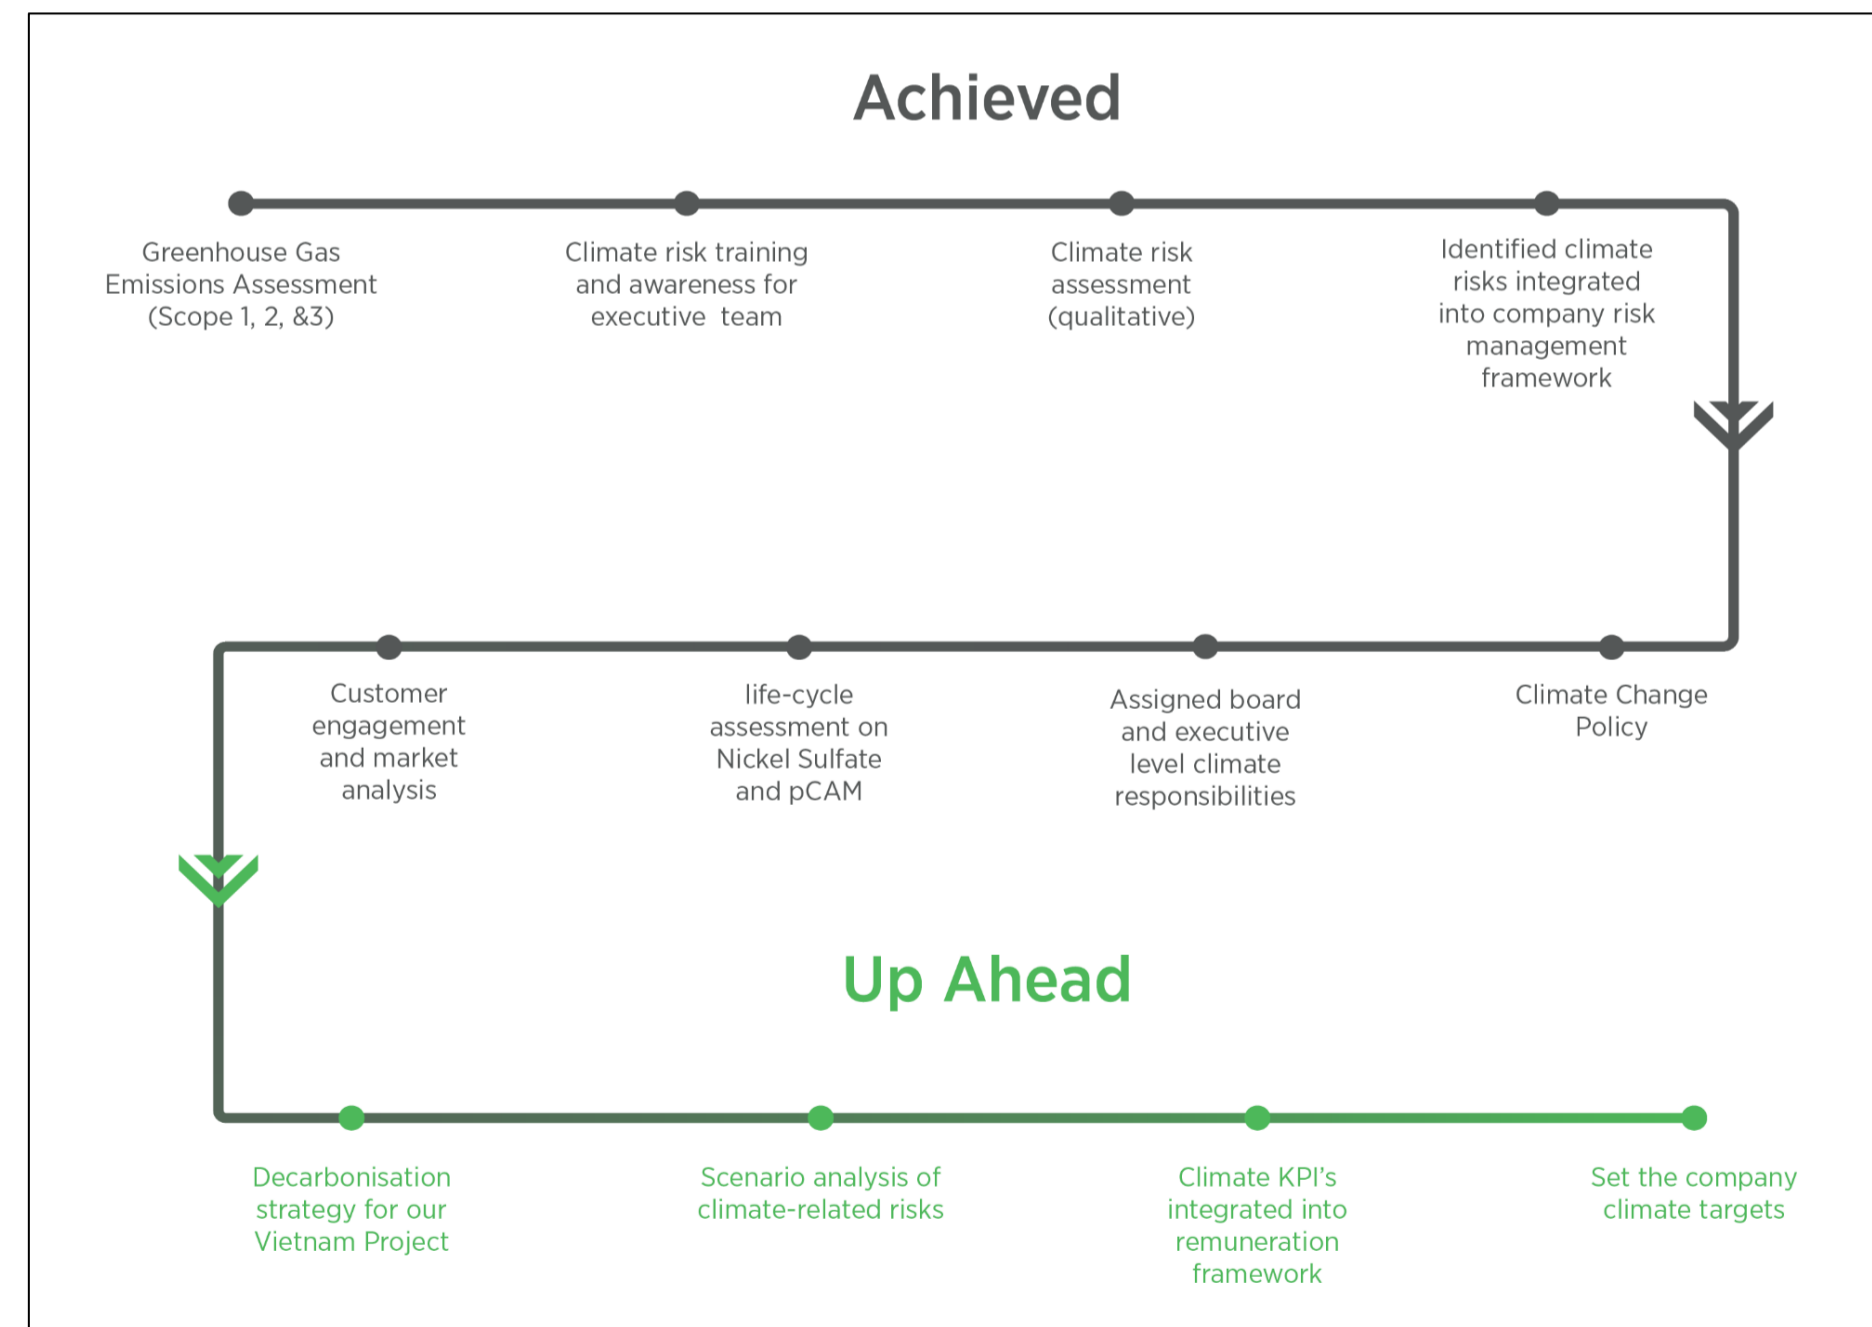 Achieved
Greenhouse Gas
Emissions Assessment
(Scope 1, 2, &3)
Climate risk training
and awareness for
executive team
Climate risk
assessment
(qualitative)
Identified climate
risks integrated
into company risk
management
framework
Customer
engagement
and market
analysis
life-cycle
assessment on
Nickel Sulfate
and pCAM
Assigned board
and executive
level climate
responsibilities
Climate Change
Policy
Up Ahead
Decarbonisation
strategy for our
Vietnam Project
Scenario analysis of
climate-related risks
Climate KPI’s
integrated into
remuneration
framework
Set the company
climate targets